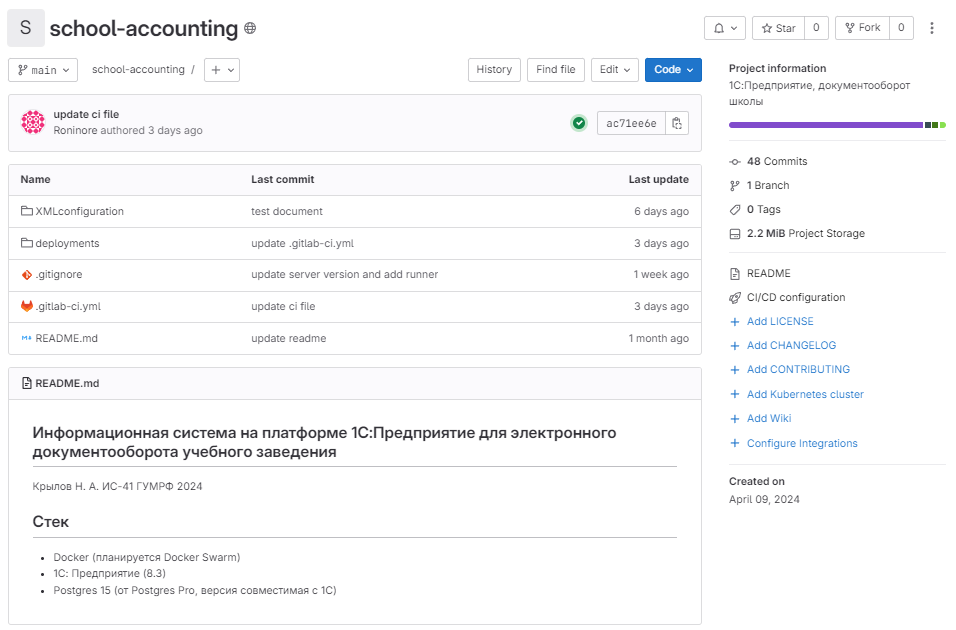 S school-accounting
Star 0 Fork 0
main school-accounting / + History Find file Edit Code
update ci file
Roninore authored 3 days ago
ac71ee6e
Name Last commit Last update
XMLconfiguration test document 6 days ago
deployments update .gitlab-ci.yml 3 days ago
.gitignore update server version and add runner 1 week ago
.gitlab-ci.yml update ci file 3 days ago
README.md update readme 1 month ago
README.md
Информационная система на платформе 1С:Предприятие для электронного
документооборота учебного заведения
Крылов Н. А. ИС-41 ГУМРФ 2024
Стек
Docker (планируется Docker Swarm)
1С: Предприятие (8.3)
Postgres 15 (от Postgres Pro, версия совместимая с 1С)
Project information
1С:Предприятие, документооборот
школы
48 Commits
1 Branch
0 Tags
2.2 MiB Project Storage
README
CI/CD configuration
Add LICENSE
Add CHANGELOG
Add CONTRIBUTING
Add Kubernetes cluster
Add Wiki
Configure Integrations
Created on
April 09, 2024